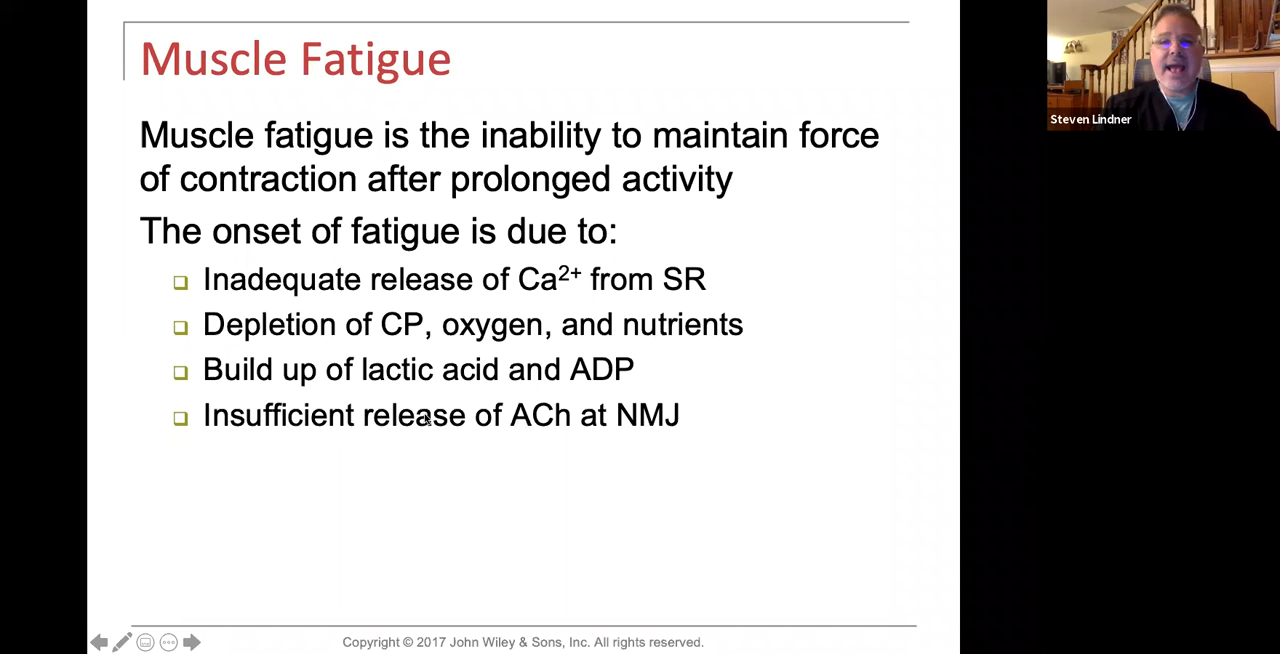 Muscle Fatigue
Muscle fatigue is the inability to maintain force
of contraction after prolonged activity
The onset of fatigue is due to:
Inadequate release of Ca²⁺ from SR
Depletion of CP, oxygen, and nutrients
Build up of lactic acid and ADP
Insufficient release of ACh at NMJ
Copyright © 2017 John Wiley & Sons, Inc. All rights reserved.
Steven Lindner